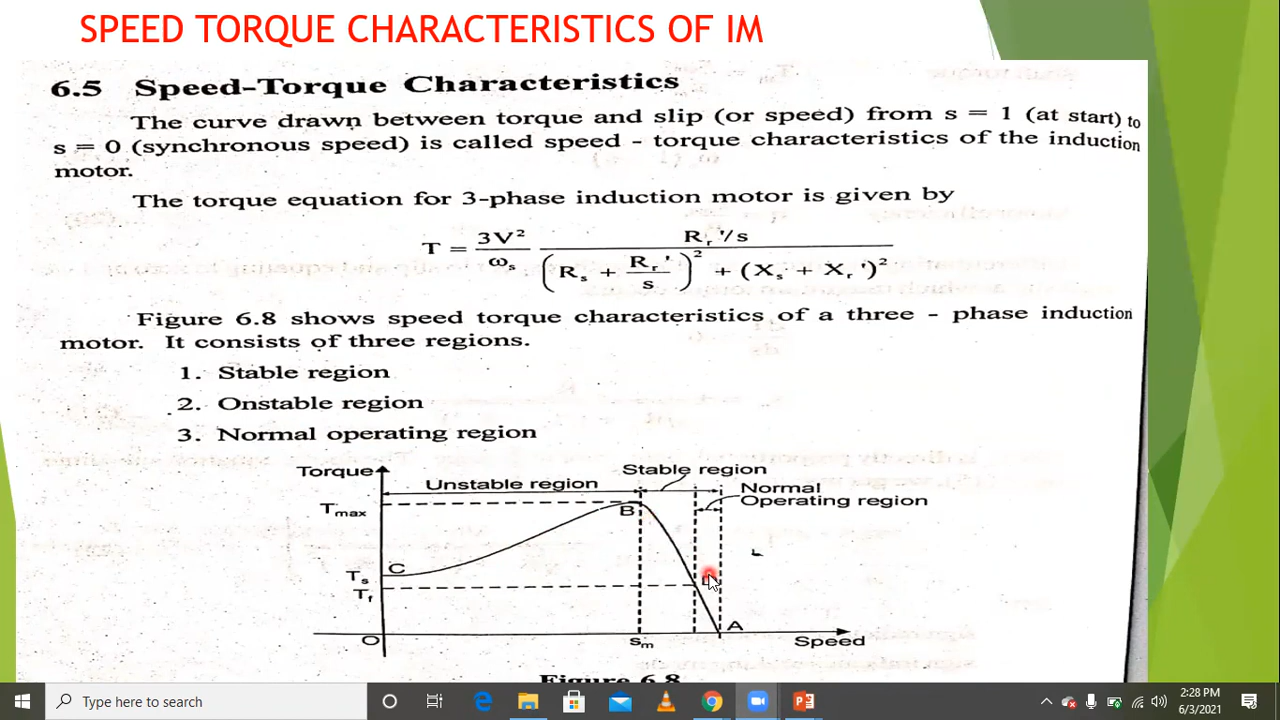 SPEED TORQUE CHARACTERISTICS OF IM
6.5 Speed-Torque Characteristics
The curve drawn between torque and slip (or speed) from s = 1 (at start) to
s = 0 (synchronous speed) is called speed - torque characteristics of the induction
motor.
The torque equation for 3-phase induction motor is given by
T = 3V²/ωs · (Rr'/s) / ((Rs + Rr'/s)² + (Xs + Xr')²)
Figure 6.8 shows speed torque characteristics of a three - phase induction
motor. It consists of three regions.
1. Stable region
2. Onstable region
3. Normal operating region
Torque
Stable region
Unstable region
Normal
Operating region
Tmax
B
C
Ts
Tf
A
O
sm
Speed
Figure 6.8
Type here to search
2:28 PM
6/3/2021